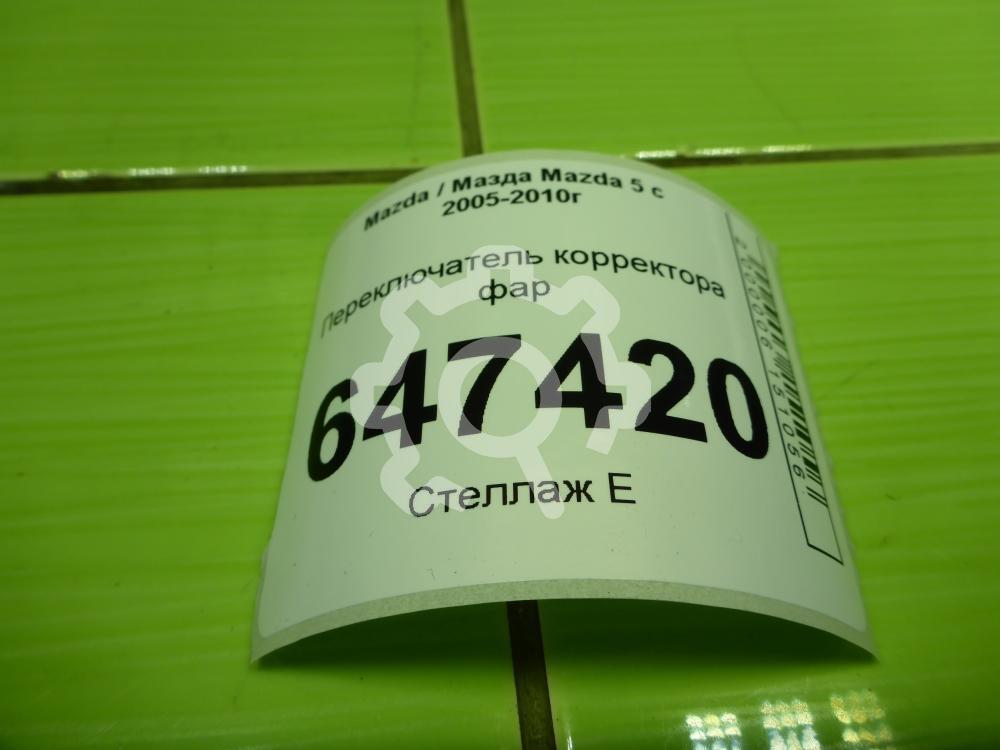 Mazda / Мазда Mazda 5 с
2005-2010г
Переключатель корректора
фар
647420
Стеллаж Е